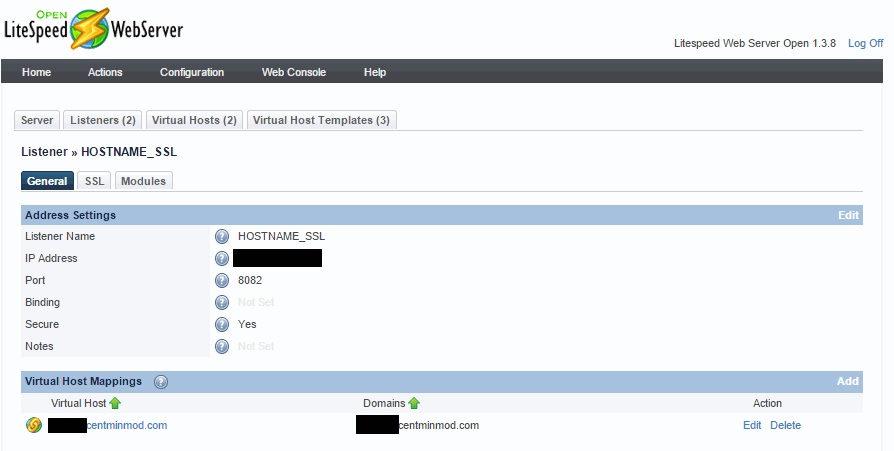 OPEN
LiteSpeed WebServer
Litespeed Web Server Open 1.3.8 Log Off
Home Actions Configuration Web Console Help
Server Listeners (2) Virtual Hosts (2) Virtual Host Templates (3)
Listener » HOSTNAME_SSL
General SSL Modules
Address Settings Edit
Listener Name ? HOSTNAME_SSL
IP Address ?
Port ? 8082
Binding ? Not Set
Secure ? Yes
Notes ? Not Set
Virtual Host Mappings ? Add
Virtual Host Domains Action
centminmod.com centminmod.com Edit Delete